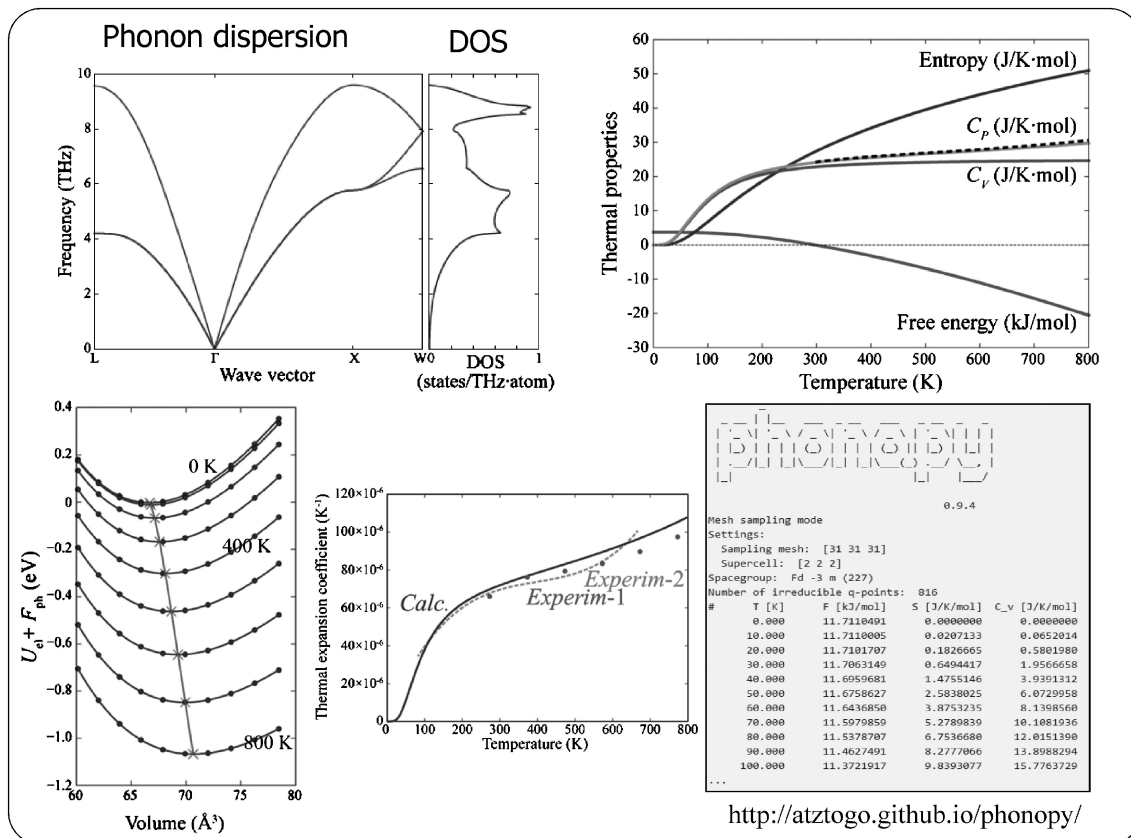 Phonon dispersion
DOS
10
8
6
4
2
0
Frequency (THz)
L Γ X W
Wave vector
0 1
DOS
(states/THz·atom)
60
50
40
30
20
10
0
-10
-20
-30
Thermal properties
Entropy (J/K·mol)
C_P (J/K·mol)
C_V (J/K·mol)
Free energy (kJ/mol)
0 100 200 300 400 500 600 700 800
Temperature (K)
0.4
0.2
0
−0.2
−0.4
−0.6
−0.8
−1.0
−1.2
U_el + F_ph (eV)
0 K
400 K
800 K
60 65 70 75 80
Volume (Å³)
120×10⁻⁶
100×10⁻⁶
80×10⁻⁶
60×10⁻⁶
40×10⁻⁶
20×10⁻⁶
0
Thermal expansion coefficient (K⁻¹)
Calc.
Experim-2
Experim-1
0 100 200 300 400 500 600 700 800
Temperature (K)
phonopy
0.9.4
Mesh sampling mode
Settings:
Sampling mesh: [31 31 31]
Supercell: [2 2 2]
Spacegroup: Fd -3 m (227)
Number of irreducible q-points: 816
# T [K] F [kJ/mol] S [J/K/mol] C_v [J/K/mol]
0.000 11.7110491 0.0000000 0.0000000
10.000 11.7110005 0.0207133 0.0652014
20.000 11.7101707 0.1826665 0.5801980
30.000 11.7063149 0.6494417 1.9566658
40.000 11.6959681 1.4755146 3.9391312
50.000 11.6758627 2.5838025 6.0729958
60.000 11.6436850 3.8753235 8.1398560
70.000 11.5979859 5.2789839 10.1081936
80.000 11.5378707 6.7536680 12.0151390
90.000 11.4627491 8.2777066 13.8988294
100.000 11.3721917 9.8393077 15.7763729
...
http://atztogo.github.io/phonopy/